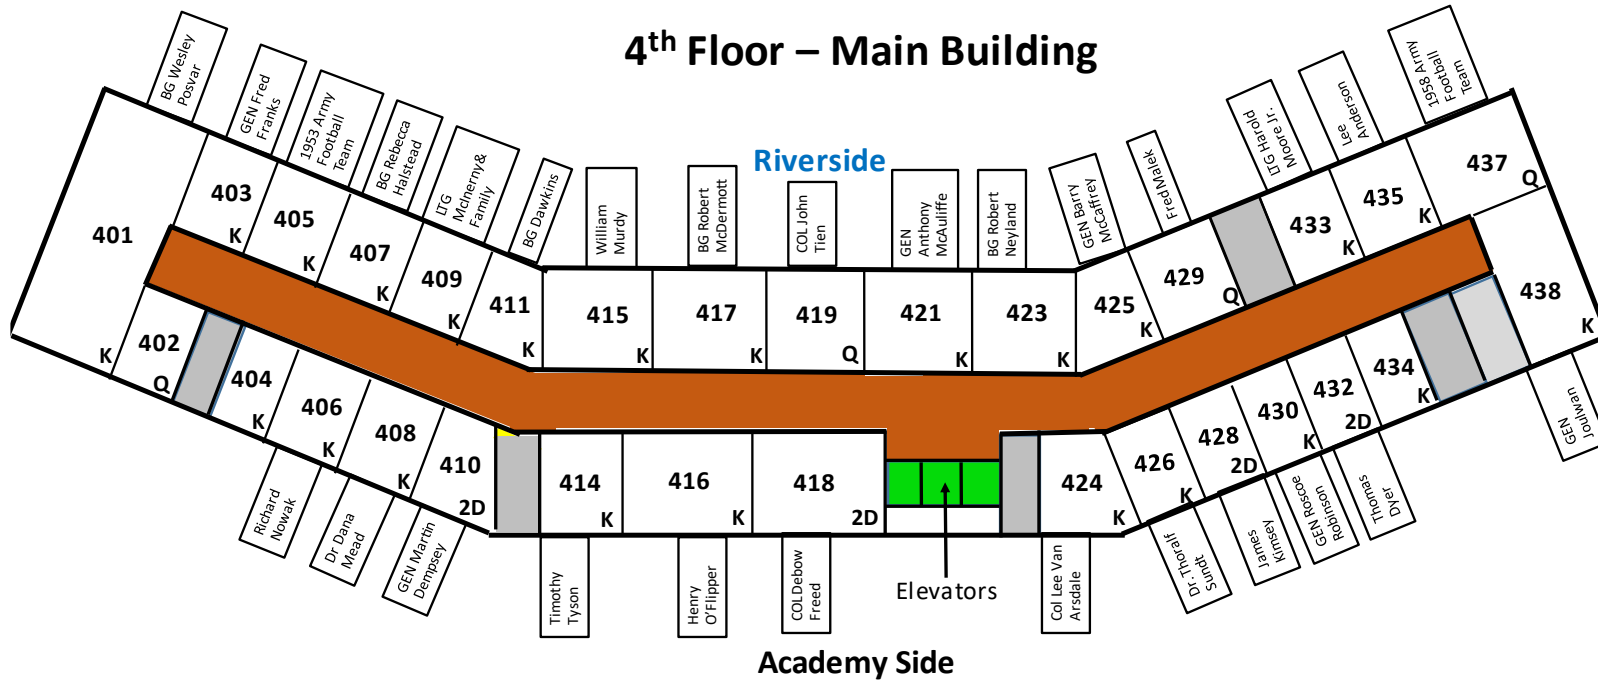 4th Floor – Main Building
BG Wesley
Posvar
GEN Fred
Franks
1953 Army
Football
Team
BG Rebecca
Halstead
LTG
McInerny&
Family
BG Dawkins
William
Murdy
BG Robert
McDermott
Riverside
COL John
Tien
GEN
Anthony
McAuliffe
BG Robert
Neyland
GEN Barry
McCaffrey
Fred Malek
LTG Harold
Moore Jr.
Lee
Anderson
1958 Army
Football
Team
401
K
403
K
405
K
407
K
409
K
411
K
415
K
417
K
419
Q
421
K
423
K
425
K
429
Q
433
K
435
K
437
Q
438
K
402
Q
404
K
406
K
408
K
410
2D
414
K
416
K
418
2D
424
K
426
K
428
2D
430
K
432
2D
434
K
Elevators
Richard
Nowak
Dr Dana
Mead
GEN Martin
Dempsey
Timothy
Tyson
Henry
O'Flipper
COL Debow
Freed
Col Lee Van
Arsdale
Dr. Thoralf
Sundt
James
Kimsey
GEN Roscoe
Robinson
Thomas
Dyer
GEN
Joulwan
Academy Side